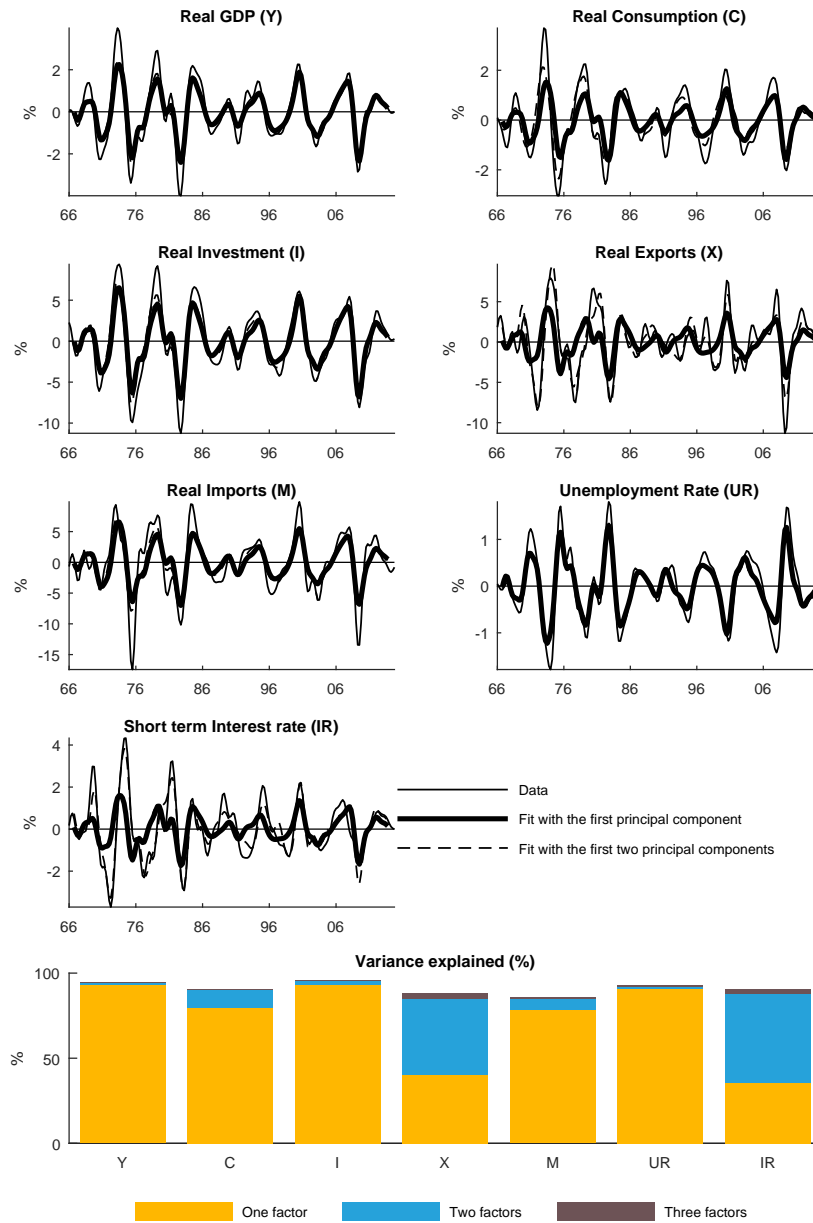 Real GDP (Y)
Real Consumption (C)
2
0
-2
%
66 76 86 96 06
2
0
-2
%
66 76 86 96 06
Real Investment (I)
Real Exports (X)
5
0
-5
-10
%
66 76 86 96 06
5
0
-5
-10
%
66 76 86 96 06
Real Imports (M)
Unemployment Rate (UR)
5
0
-5
-10
-15
%
66 76 86 96 06
1
0
-1
%
66 76 86 96 06
Short term Interest rate (IR)
4
2
0
-2
%
66 76 86 96 06
Data
Fit with the first principal component
Fit with the first two principal components
Variance explained (%)
100
50
0
%
Y C I X M UR IR
One factor Two factors Three factors